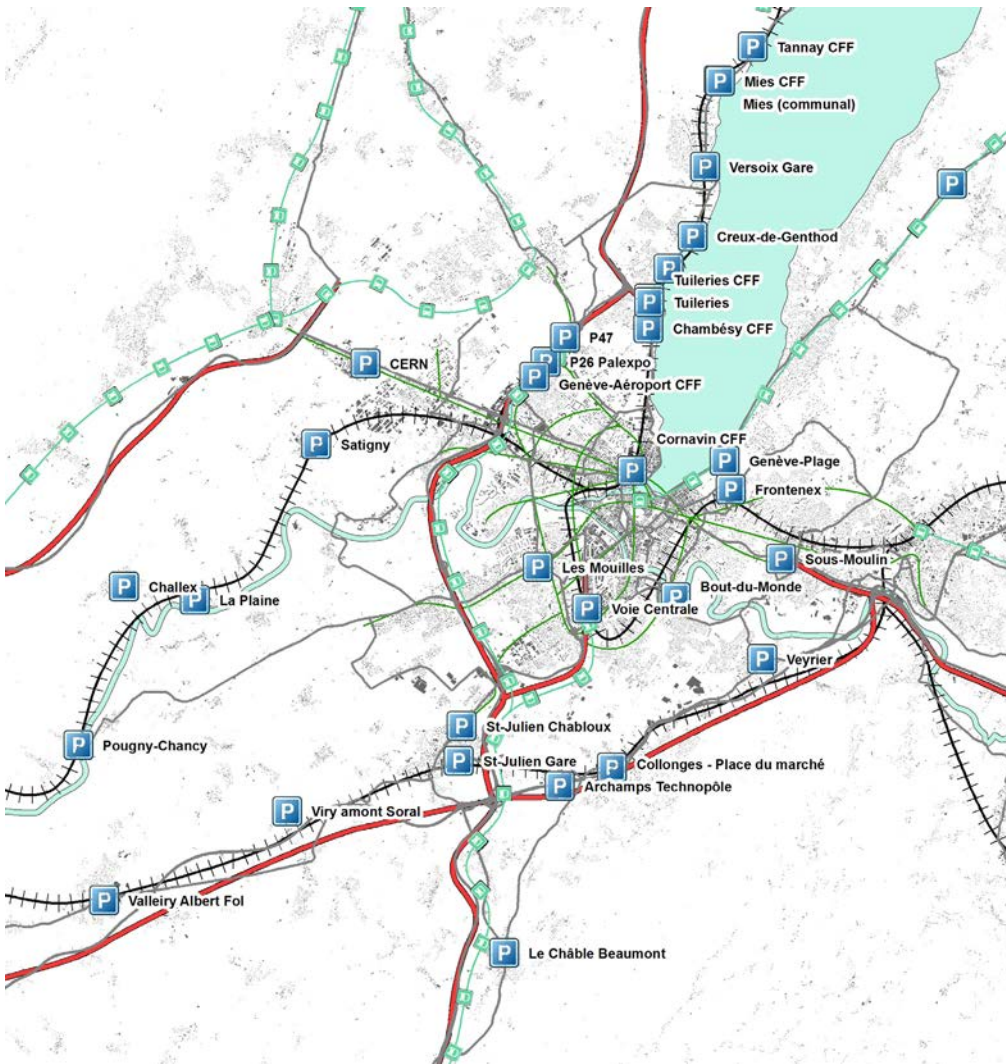 Tannay CFF
Mies CFF
Mies (communal)
Versoix Gare
Creux-de-Genthod
Tuileries CFF
Tuileries
Chambésy CFF
P47
P26 Palexpo
CERN
Genève-Aéroport CFF
Satigny
Cornavin CFF
Genève-Plage
Frontenex
Sous-Moulin
Les Mouilles
Challex
La Plaine
Bout-du-Monde
Voie Centrale
Veyrier
St-Julien Chabloux
Pougny-Chancy
St-Julien Gare
Collonges - Place du marché
Archamps Technopôle
Viry amont Soral
Valleiry Albert Fol
Le Châble Beaumont